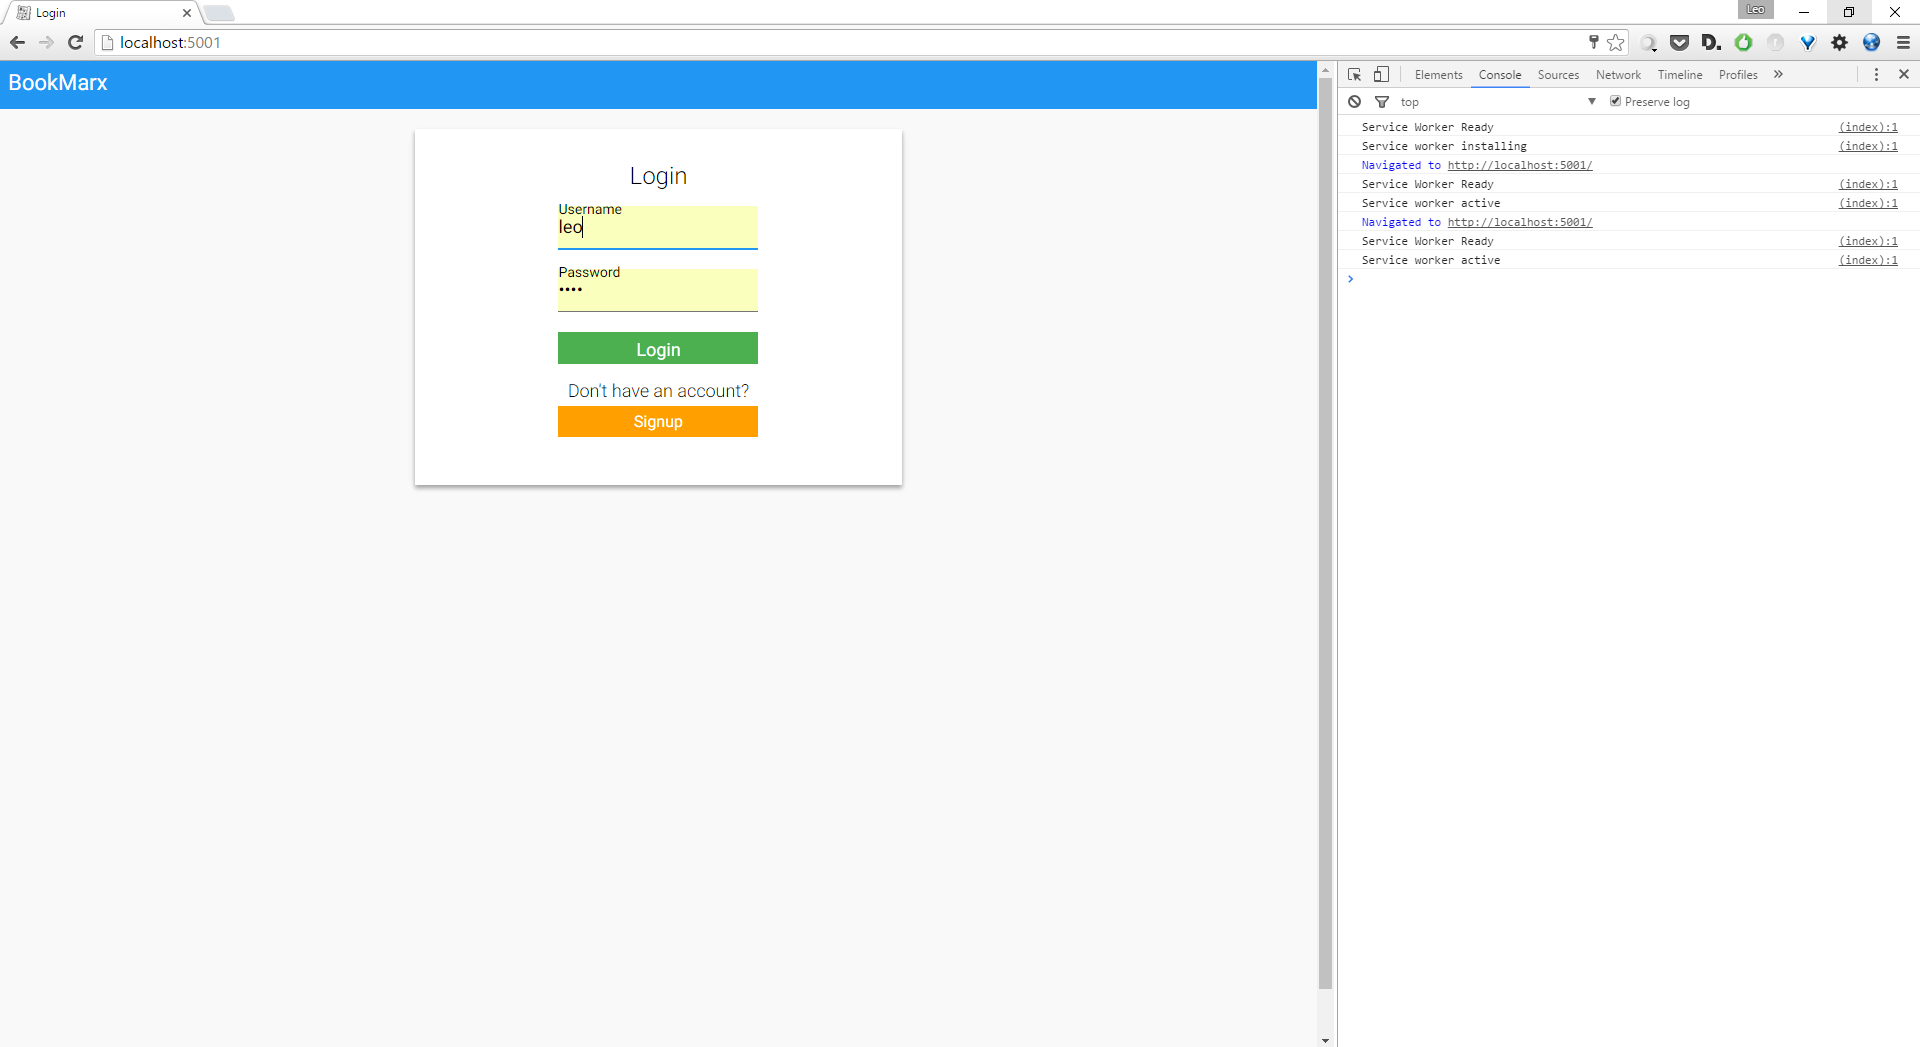 Login
Leo
localhost:5001
BookMarx
Login
Username
leo
Password
••••
Login
Don't have an account?
Signup
Elements Console Sources Network Timeline Profiles »
top Preserve log
Service Worker Ready (index):1
Service worker installing (index):1
Navigated to http://localhost:5001/
Service Worker Ready (index):1
Service worker active (index):1
Navigated to http://localhost:5001/
Service Worker Ready (index):1
Service worker active (index):1